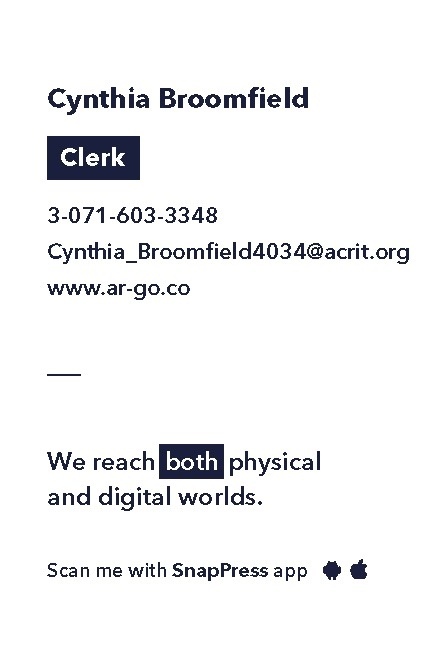 Cynthia Broomfield
Clerk
3-071-603-3348
Cynthia_Broomfield4034@acrit.org
www.ar-go.co
We reach both physical
and digital worlds.
Scan me with SnapPress app